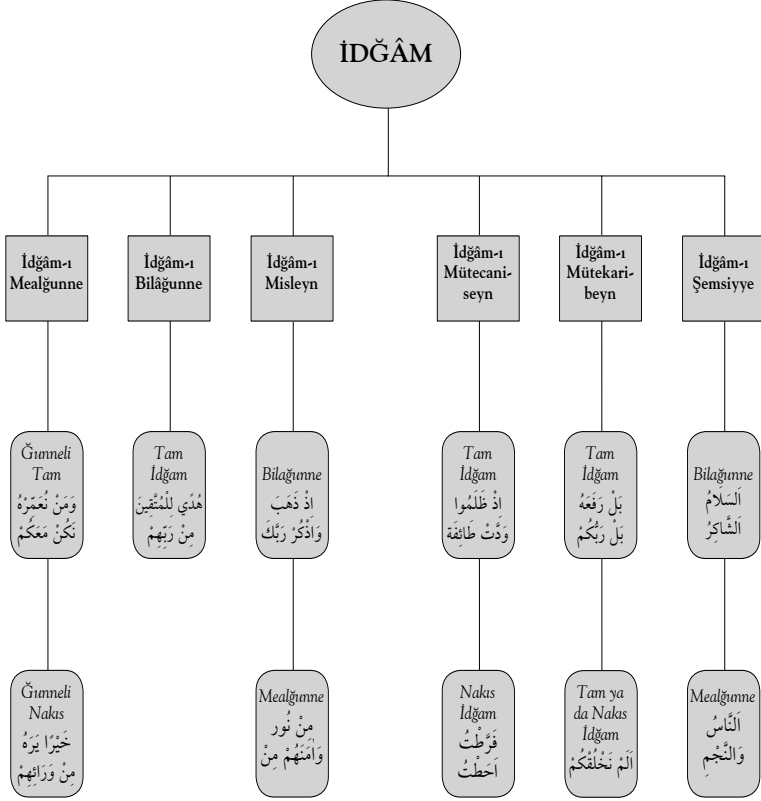 İDĞÂM
İdğâm-ı
Mealğunne
İdğâm-ı
Bilâğunne
İdğâm-ı
Misleyn
İdğâm-ı
Mütecani-
seyn
İdğâm-ı
Mütekari-
beyn
İdğâm-ı
Şemsiyye
Ğunneli
Tam
وَمَنْ نُعَمِّرْهُ
نَكُنْ مَعَكُمْ
Tam
İdğam
هُدًي لِلْمُتَّقِينَ
مِنْ رَبِّهِمْ
Bilağunne
اِذْ ذَهَبَ
وَاذْكُرْ رَبَّكَ
Tam
İdğam
اِذْ ظَلَمُوا
وَدَّتْ طَائِفَة
Tam
İdğam
بَلْ رَفَعَهُ
بَلْ رَبُّكُمْ
Bilağunne
اَلسَلَامُ
اَلشَّاكِرُ
Ğunneli
Nakıs
خَيْرًا يَرَهُ
مِنْ وَرَائِهِمْ
Mealğunne
مِنْ نُور
وَاٰمَنَهُمْ مِنْ
Nakıs
İdğam
فَرَّطْتُ
اَحَطْتُ
Tam ya
da Nakıs
İdğam
اَلَمْ نَخْلُقْكُمْ
Mealğunne
اَلنَّاسُ
وَالنَّجْمِ